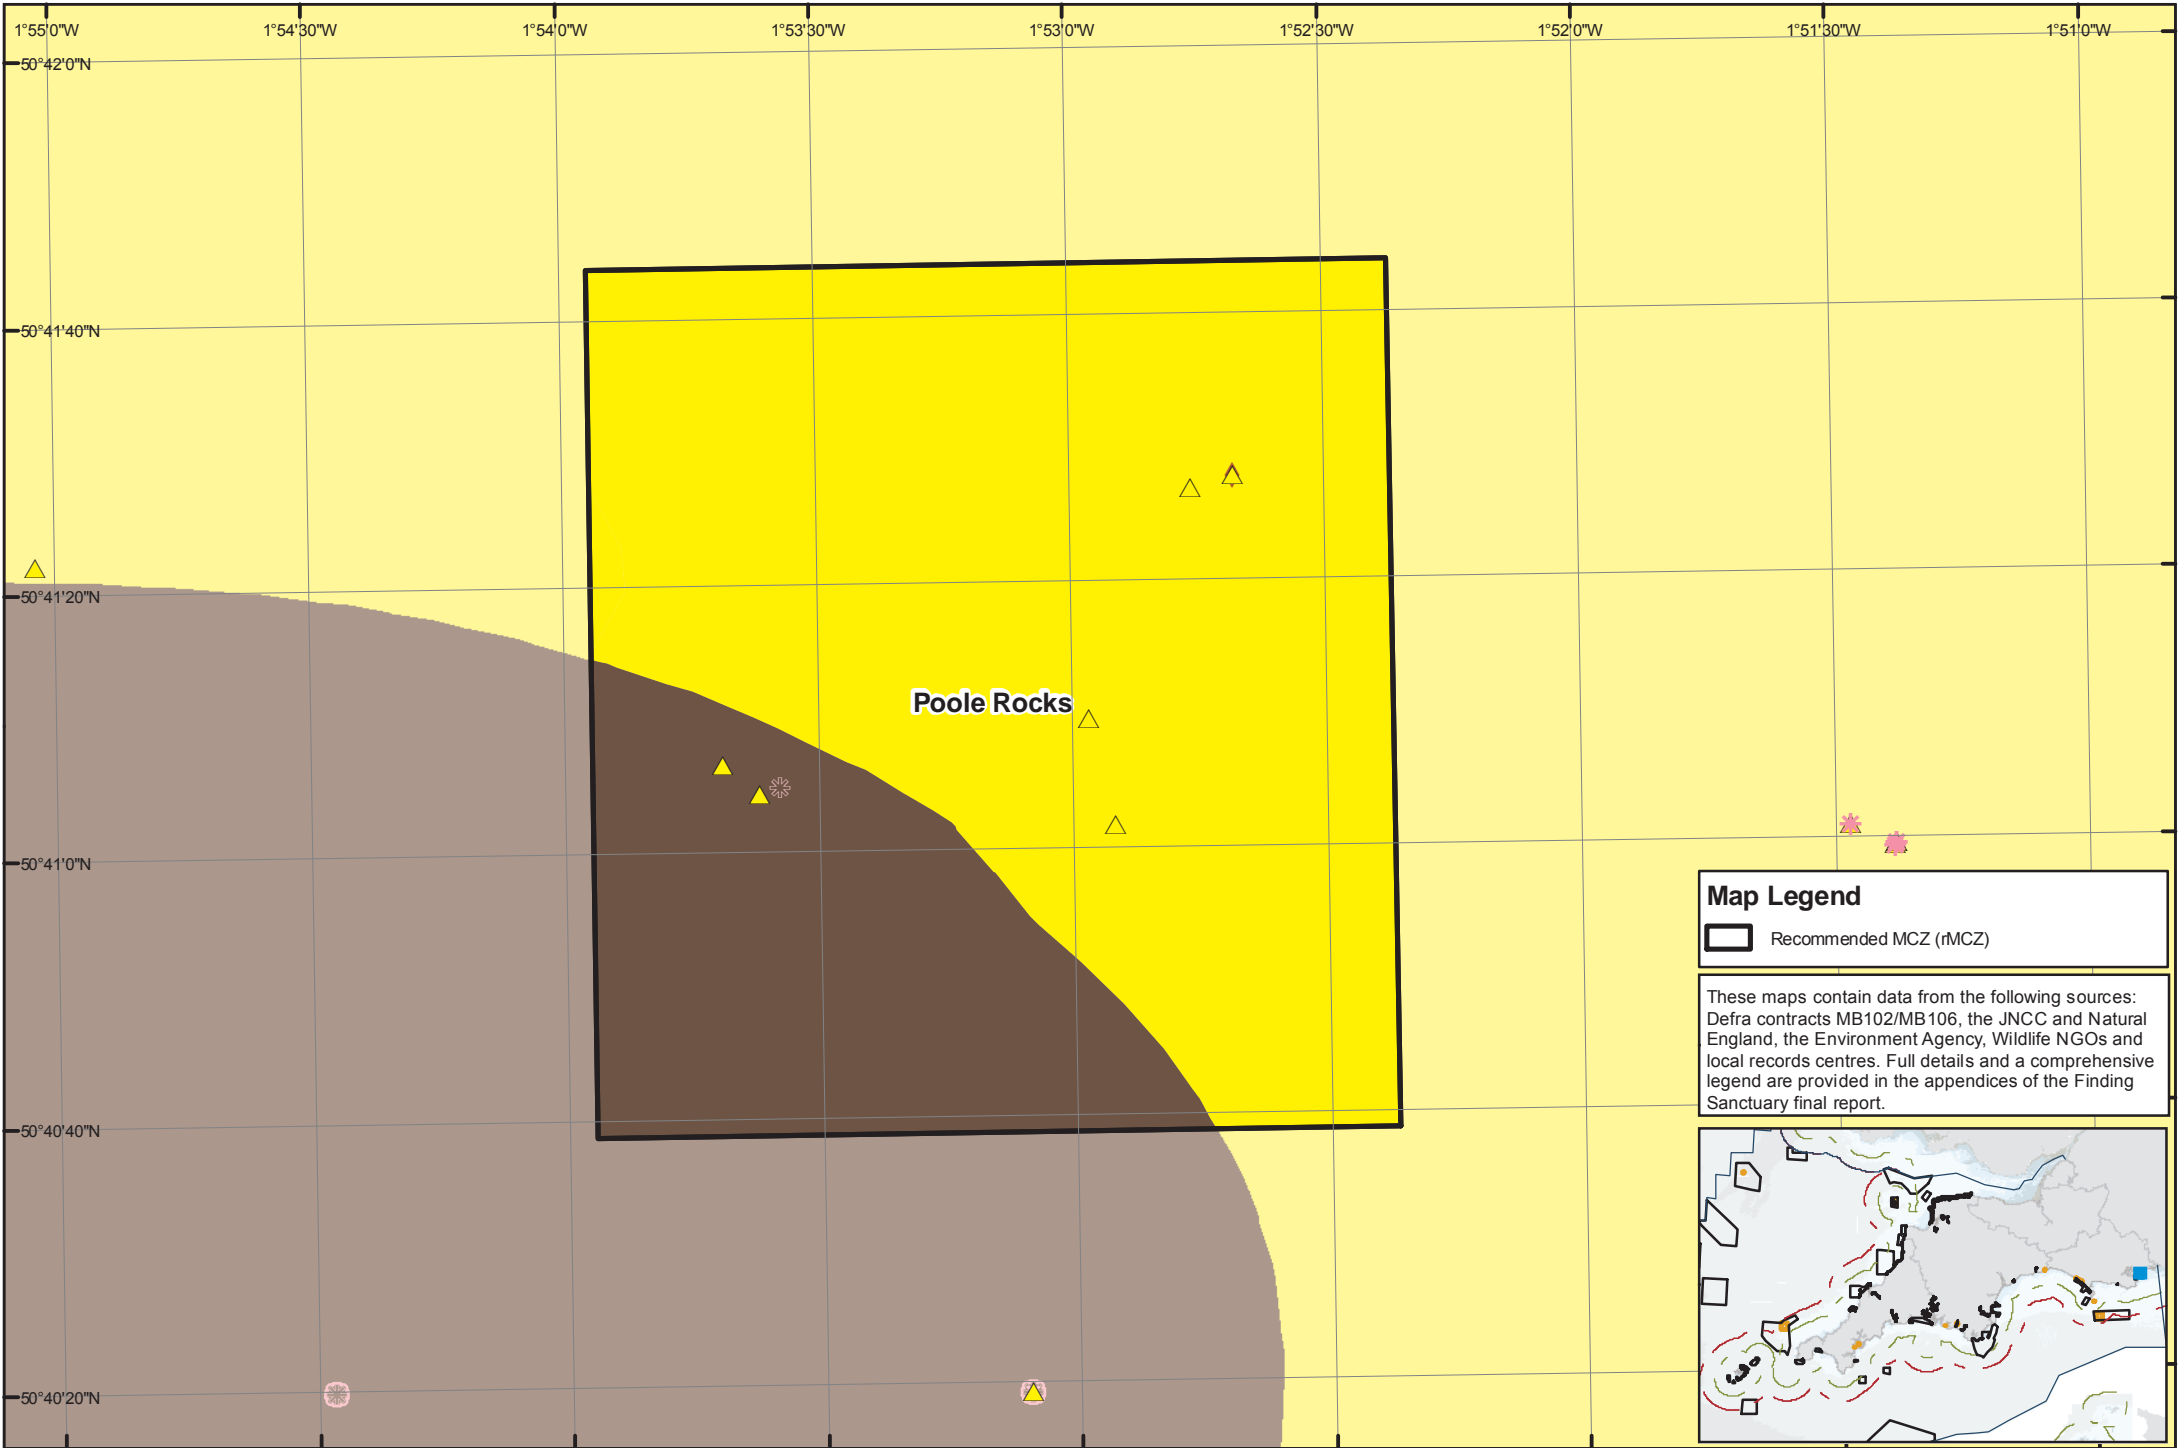 1°55'0"W
1°54'30"W
1°54'0"W
1°53'30"W
1°53'0"W
1°52'30"W
1°52'0"W
1°51'30"W
1°51'0"W
50°42'0"N
50°41'40"N
50°41'20"N
Poole Rocks
50°41'0"N
50°40'40"N
50°40'20"N
Map Legend
Recommended MCZ (rMCZ)
These maps contain data from the following sources:
Defra contracts MB102/MB106, the JNCC and Natural
England, the Environment Agency, Wildlife NGOs and
local records centres. Full details and a comprehensive
legend are provided in the appendices of the Finding
Sanctuary final report.